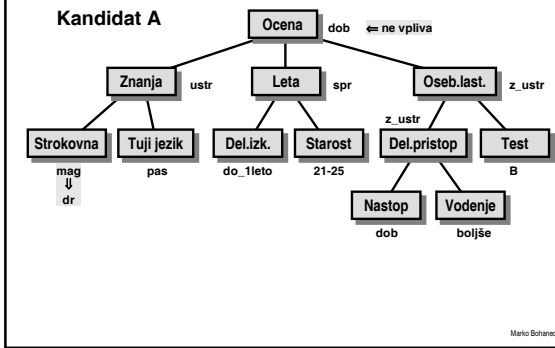 Kandidat A
Ocena dob ⇐ ne vpliva
Znanja ustr Leta spr Oseb.last. z_ustr
z_ustr
Strokovna Tuji jezik Del.izk. Starost Del.pristop Test
mag pas do_1leto 21-25 B
⇓
dr
Nastop Vodenje
dob boljše
Marko Bohanec